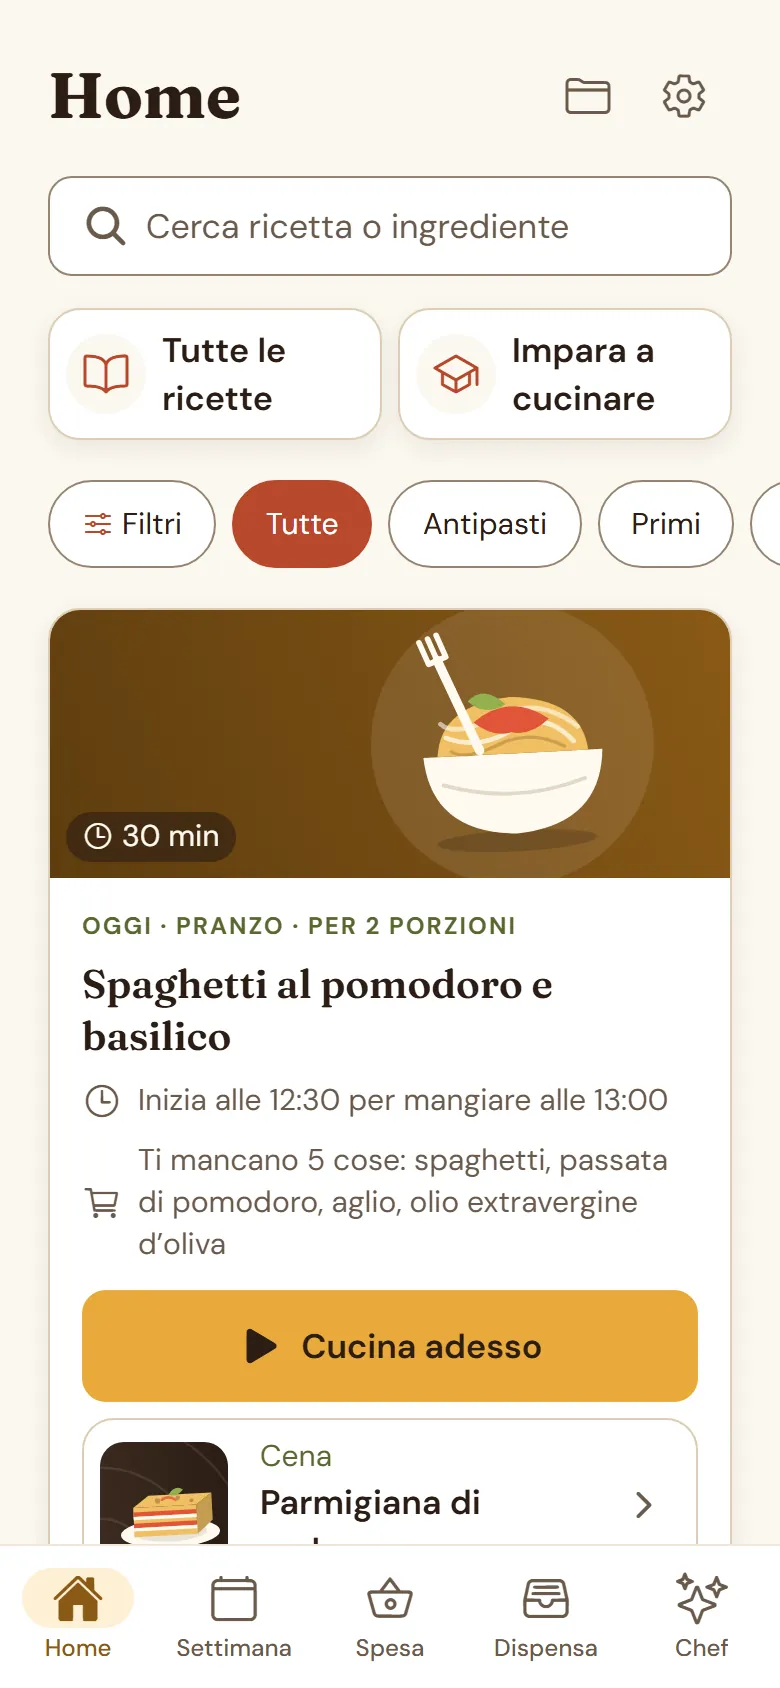 Home
Cerca ricetta o ingrediente
Tutte le
ricette
Impara a
cucinare
Filtri
Tutte
Antipasti
Primi
30 min
OGGI · PRANZO · PER 2 PORZIONI
Spaghetti al pomodoro e
basilico
Inizia alle 12:30 per mangiare alle 13:00
Ti mancano 5 cose: spaghetti, passata
di pomodoro, aglio, olio extravergine
d’oliva
Cucina adesso
Cena
Parmigiana di
Home
Settimana
Spesa
Dispensa
Chef